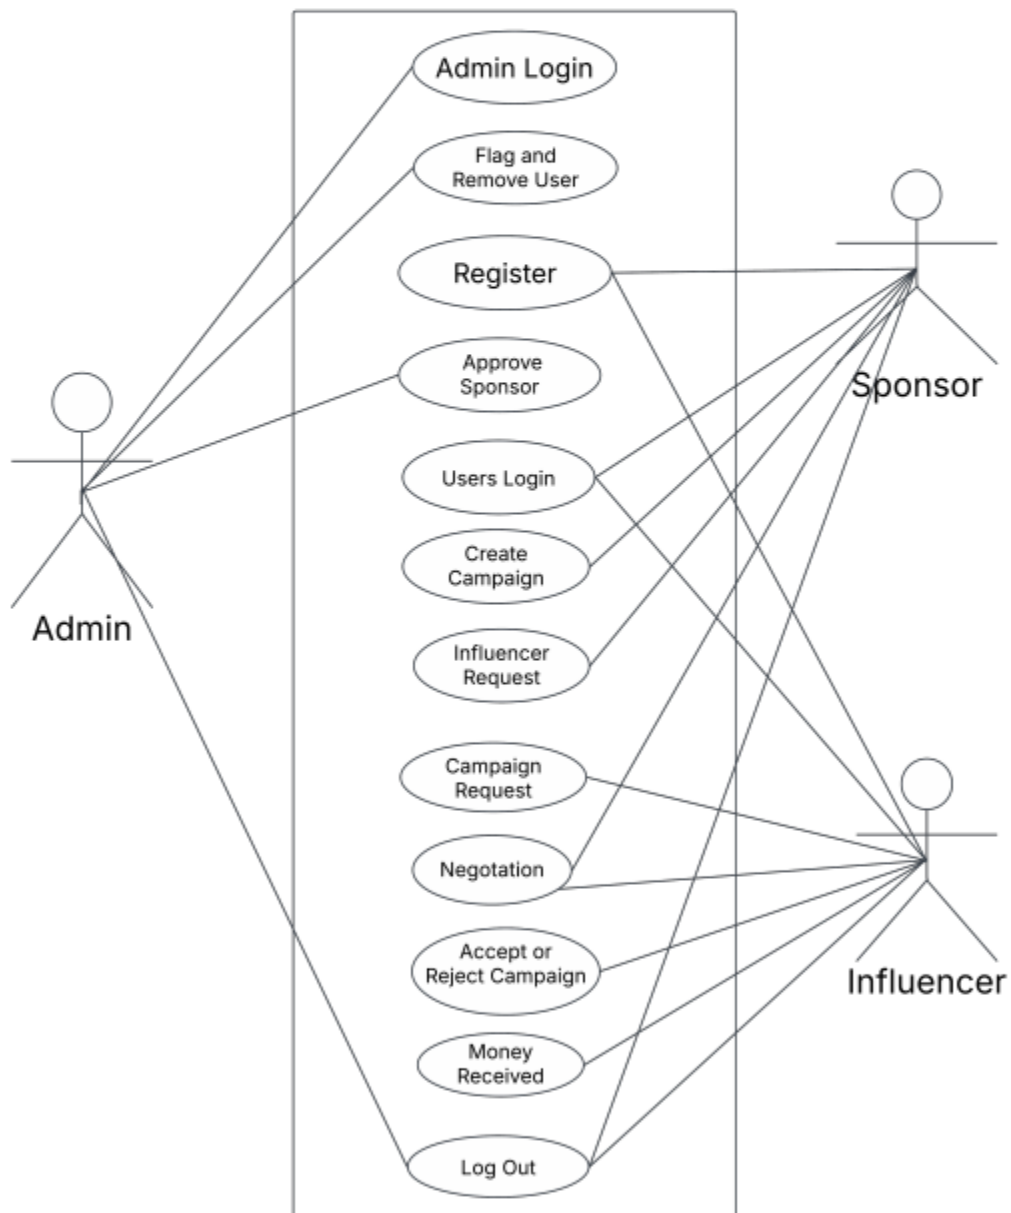 Admin Login
Flag and
Remove User
Register
Approve
Sponsor
Sponsor
Users Login
Create
Campaign
Admin
Influencer
Request
Campaign
Request
Negotation
Accept or
Reject Campaign
Influencer
Money
Received
Log Out